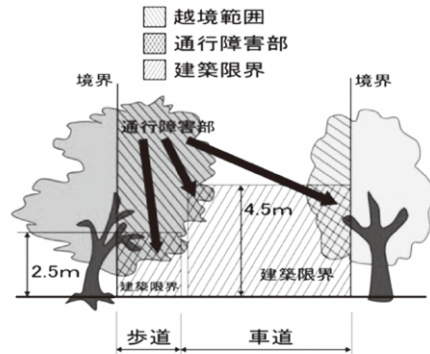 越境範囲
通行障害部
建築限界
境界
境界
通行障害部
4.5m
2.5m
建築限界
建築限界
歩道
車道